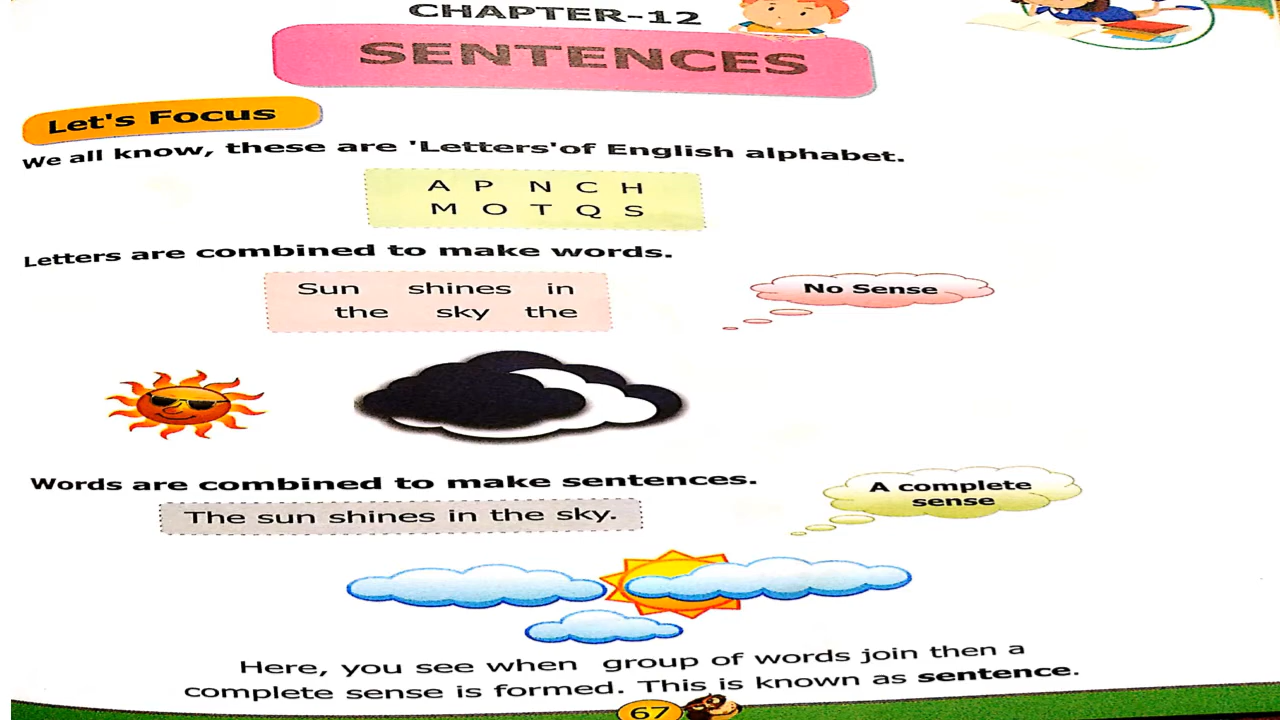 CHAPTER-12
SENTENCES
Let's Focus
We all know, these are 'Letters'of English alphabet.
A P N C H
M O T Q S
Letters are combined to make words.
Sun shines in
the sky the
No Sense
Words are combined to make sentences.
A complete
sense
The sun shines in the sky.
Here, you see when group of words join then a
complete sense is formed. This is known as sentence.
67